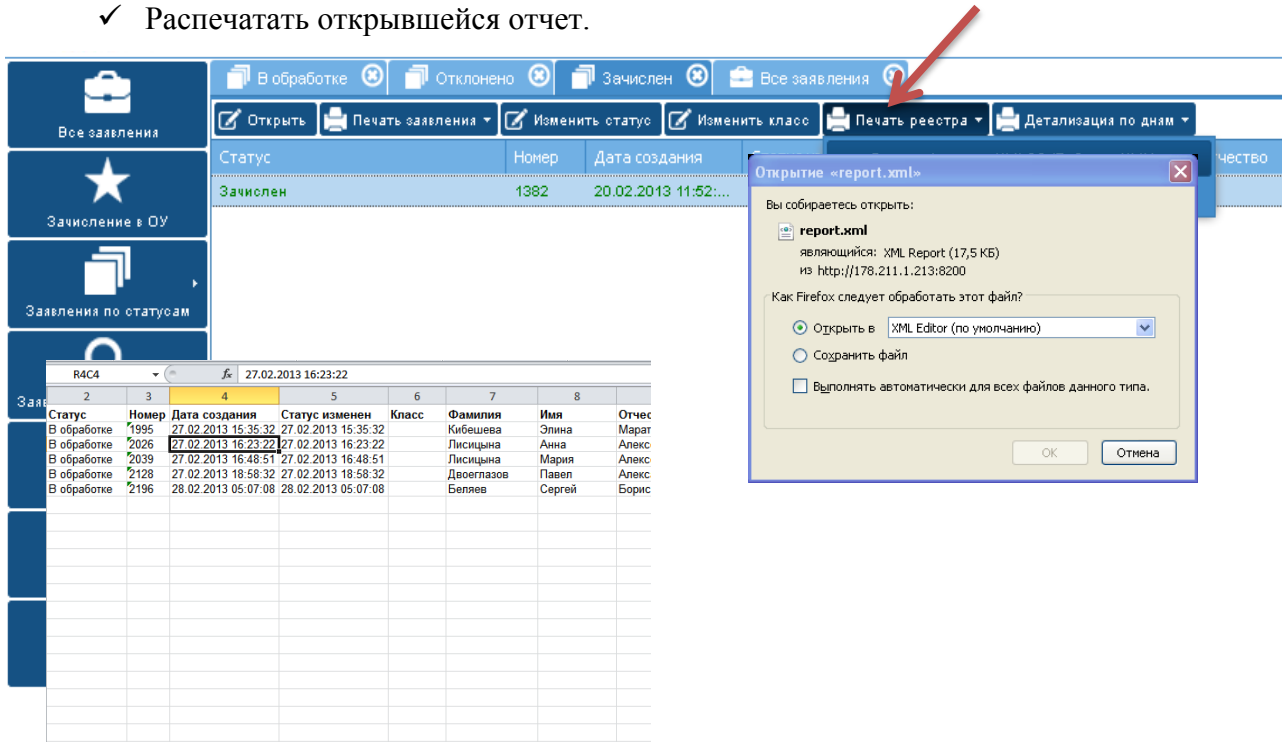 ✓ Распечатать открывшейся отчет.
В обработке Отклонено Зачислен Все заявления
Открыть Печать заявления Изменить статус Изменить класс Печать реестра Детализация по дням
Статус Номер Дата создания чество
Зачислен 1382 20.02.2013 11:52:...
Все заявления
Зачисление в ОУ
Заявления по статусам
Заяв
Открытие «report.xml»
Вы собираетесь открыть:
report.xml
являющийся: XML Report (17,5 КБ)
из http://178.211.1.213:8200
Как Firefox следует обработать этот файл?
Открыть в XML Editor (по умолчанию)
Сохранить файл
Выполнять автоматически для всех файлов данного типа.
ОК Отмена
R4C4 fx 27.02.2013 16:23:22
2 3 4 5 6 7 8
Статус Номер Дата создания Статус изменен Класс Фамилия Имя Отчес
В обработке 1995 27.02.2013 15:35:32 27.02.2013 15:35:32 Кибешева Элина Марат
В обработке 2026 27.02.2013 16:23:22 27.02.2013 16:23:22 Лисицына Анна Алекс
В обработке 2039 27.02.2013 16:48:51 27.02.2013 16:48:51 Лисицына Мария Алекс
В обработке 2128 27.02.2013 18:58:32 27.02.2013 18:58:32 Двоеглазов Павел Алекс
В обработке 2196 28.02.2013 05:07:08 28.02.2013 05:07:08 Беляев Сергей Борис